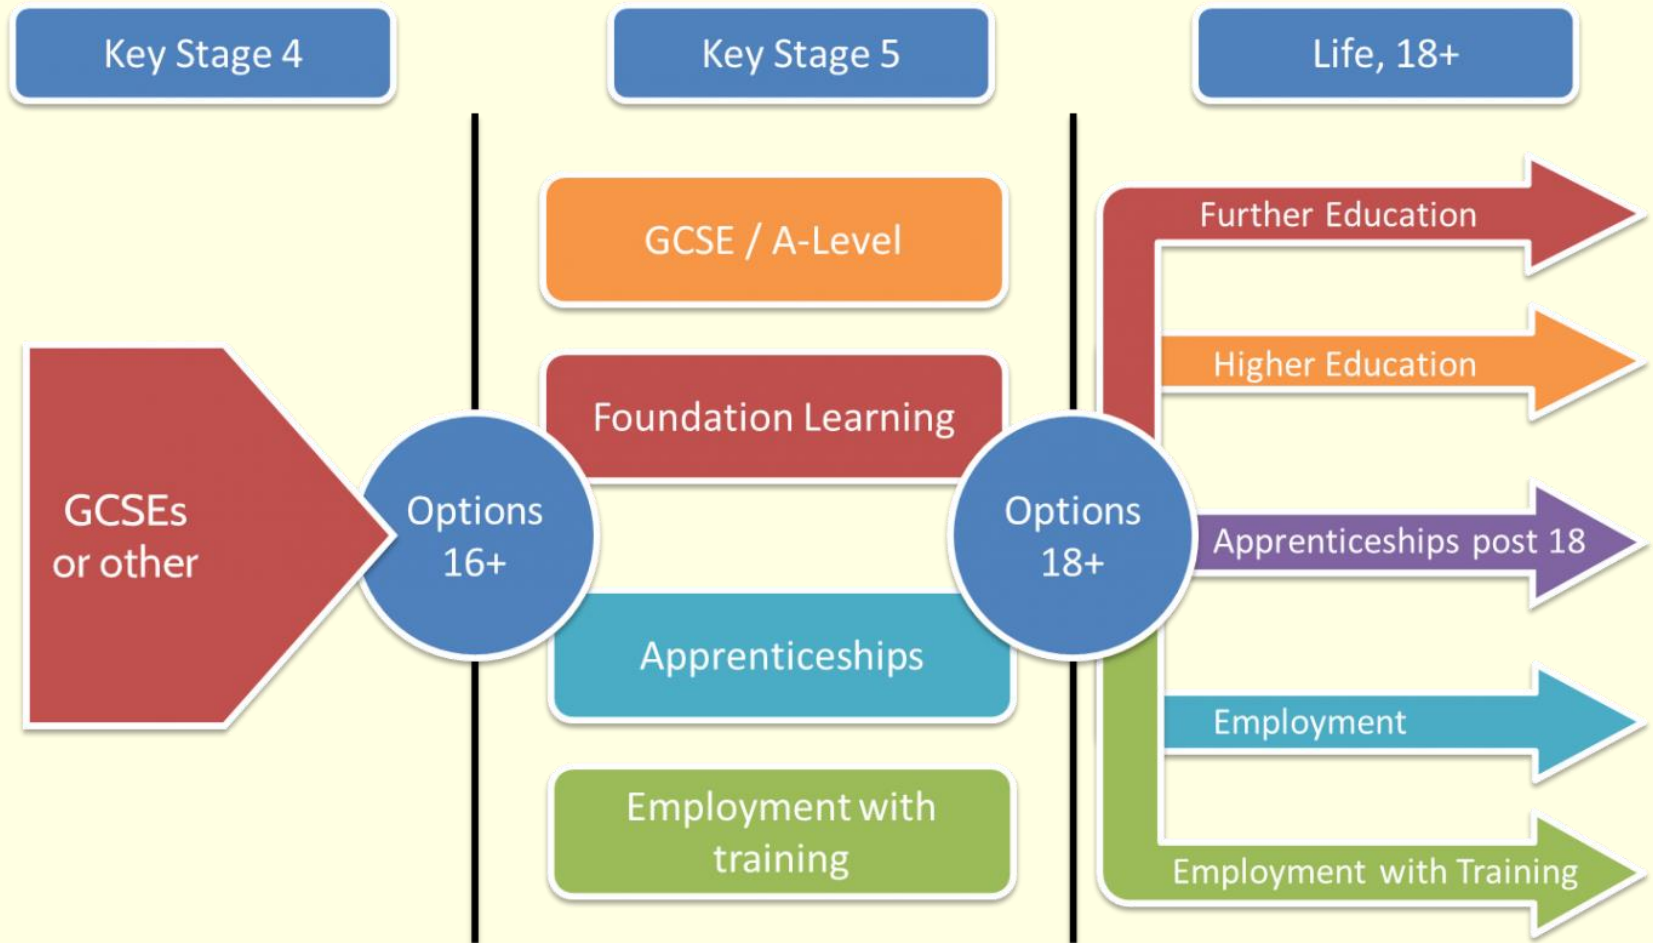 Key Stage 4
Key Stage 5
Life, 18+
GCSEs
or other
Options
16+
GCSE / A-Level
Foundation Learning
Apprenticeships
Employment with
training
Options
18+
Further Education
Higher Education
Apprenticeships post 18
Employment
Employment with Training